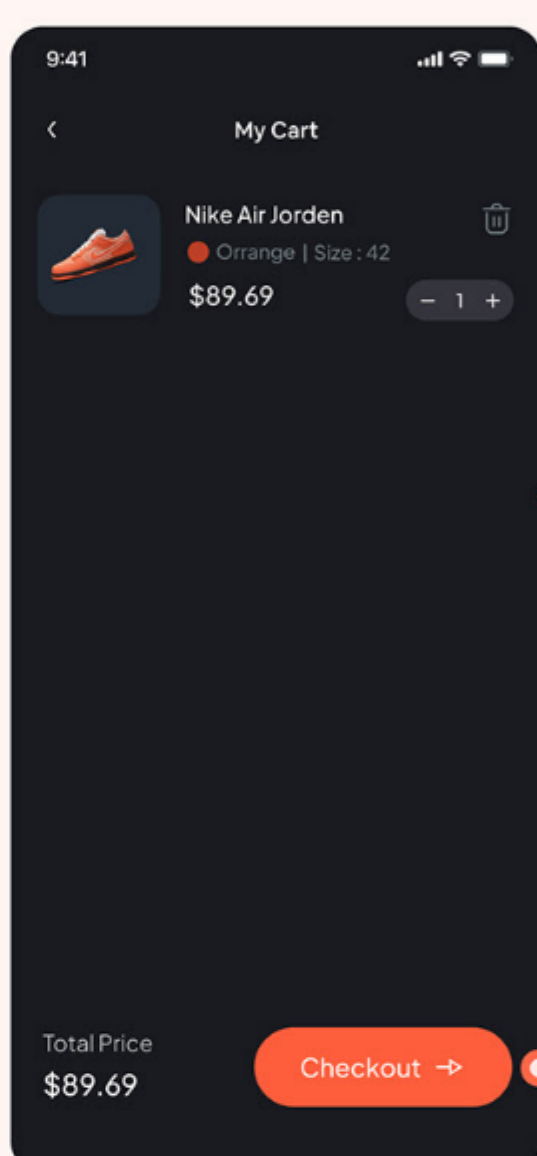 9:41
My Cart
Nike Air Jorden
Orrange | Size : 42
$89.69
− 1 +
Total Price
$89.69
Checkout